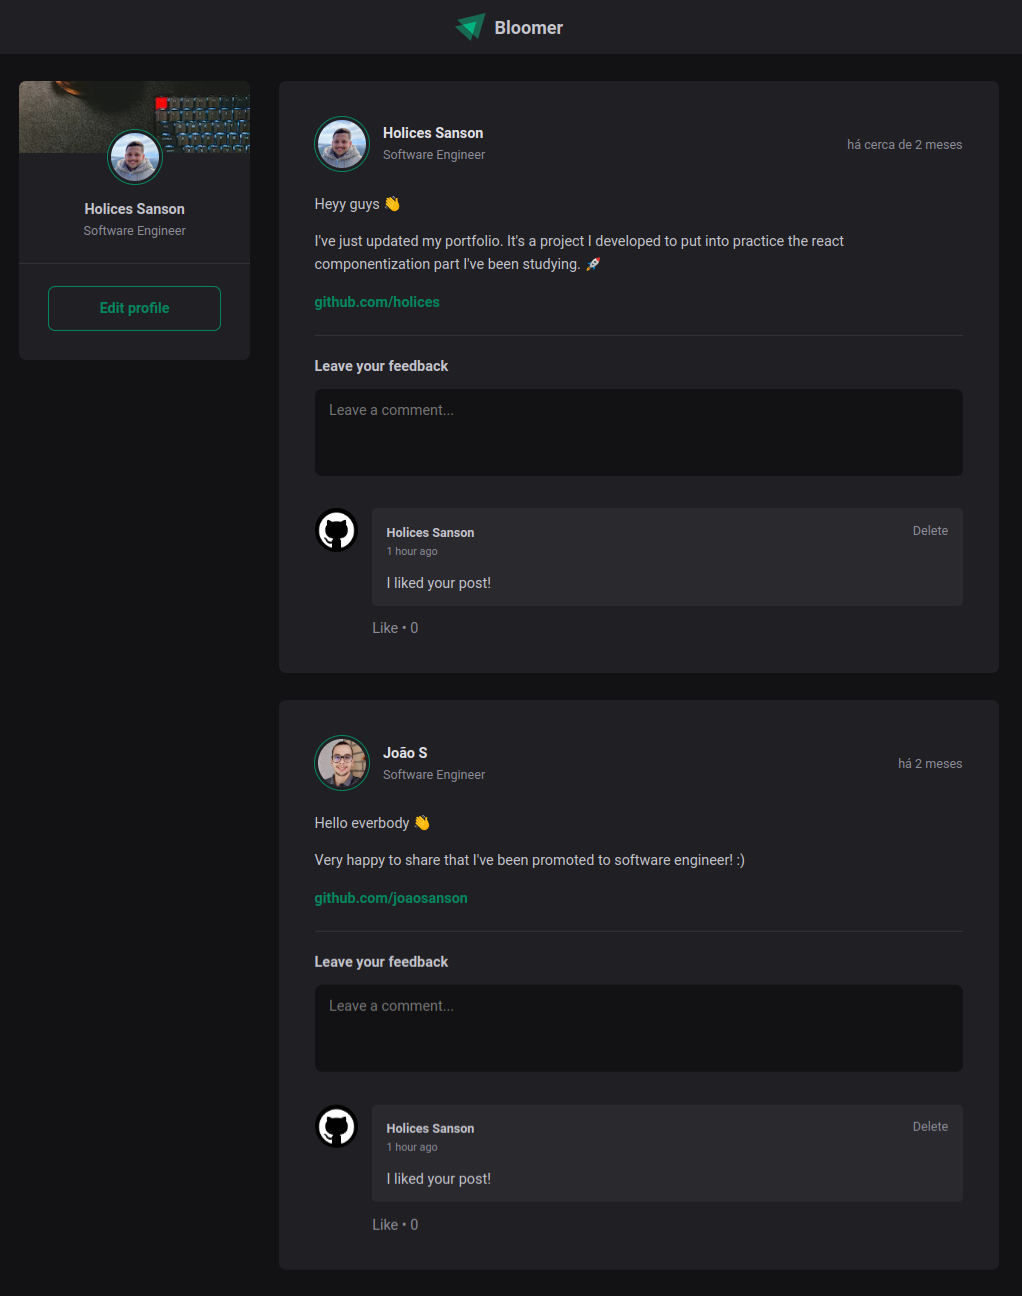 Bloomer
Holices Sanson
Software Engineer
Edit profile
Holices Sanson
Software Engineer
há cerca de 2 meses
Heyy guys 👋
I've just updated my portfolio. It's a project I developed to put into practice the react
componentization part I've been studying. 🚀
github.com/holices
Leave your feedback
Leave a comment...
Holices Sanson
Delete
1 hour ago
I liked your post!
Like • 0
João S
Software Engineer
há 2 meses
Hello everbody 👋
Very happy to share that I've been promoted to software engineer! :)
github.com/joaosanson
Leave your feedback
Leave a comment...
Holices Sanson
Delete
1 hour ago
I liked your post!
Like • 0